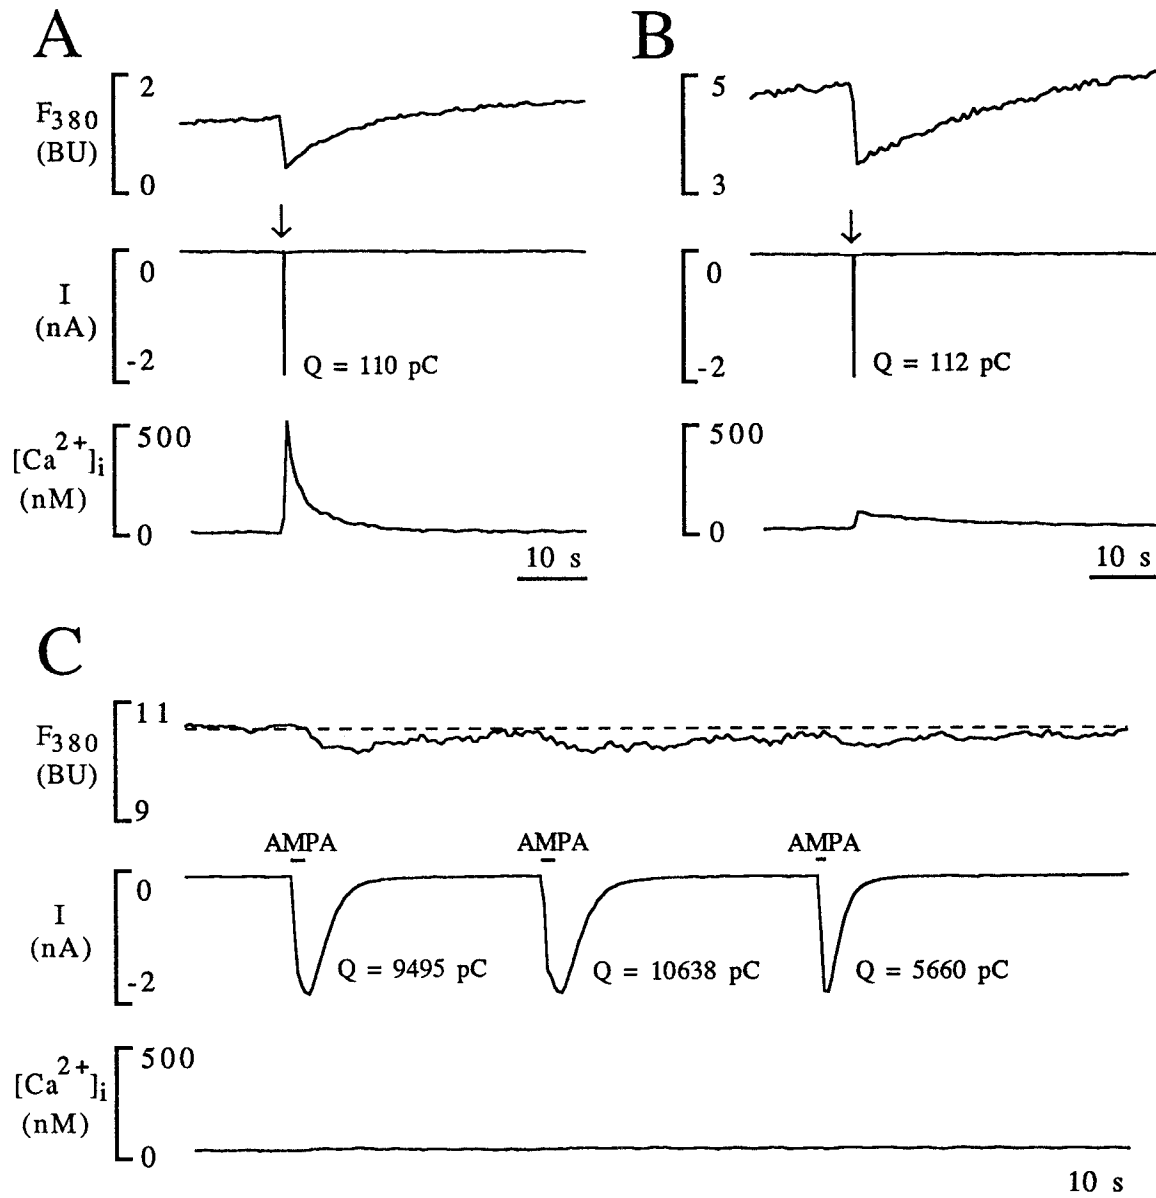 A
B
F380
(BU)
2
0
5
3
I
(nA)
0
-2
Q = 110 pC
0
-2
Q = 112 pC
[Ca2+]i
(nM)
500
0
10 s
500
0
10 s
C
F380
(BU)
11
9
AMPA
AMPA
AMPA
I
(nA)
0
-2
Q = 9495 pC
Q = 10638 pC
Q = 5660 pC
[Ca2+]i
(nM)
500
0
10 s